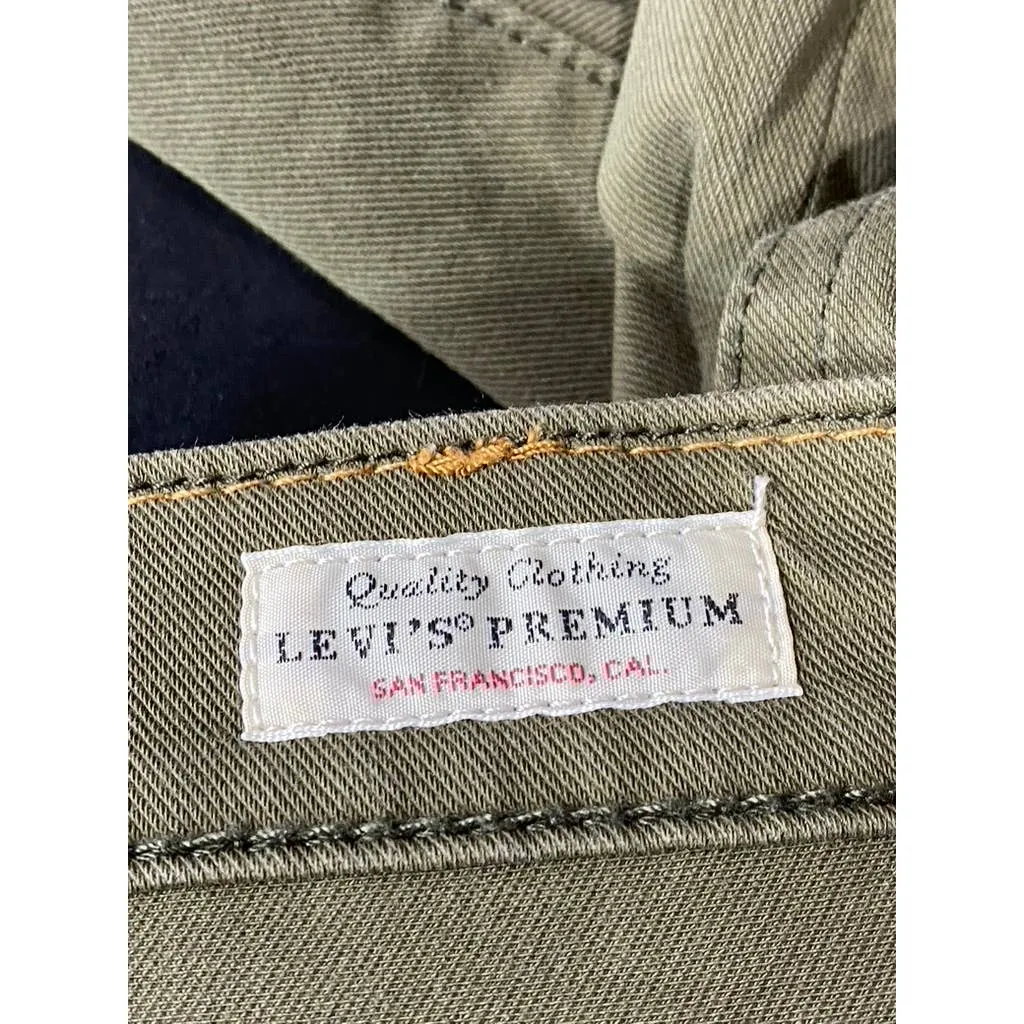 Quality Clothing
LEVI'S® PREMIUM
SAN FRANCISCO, CAL.